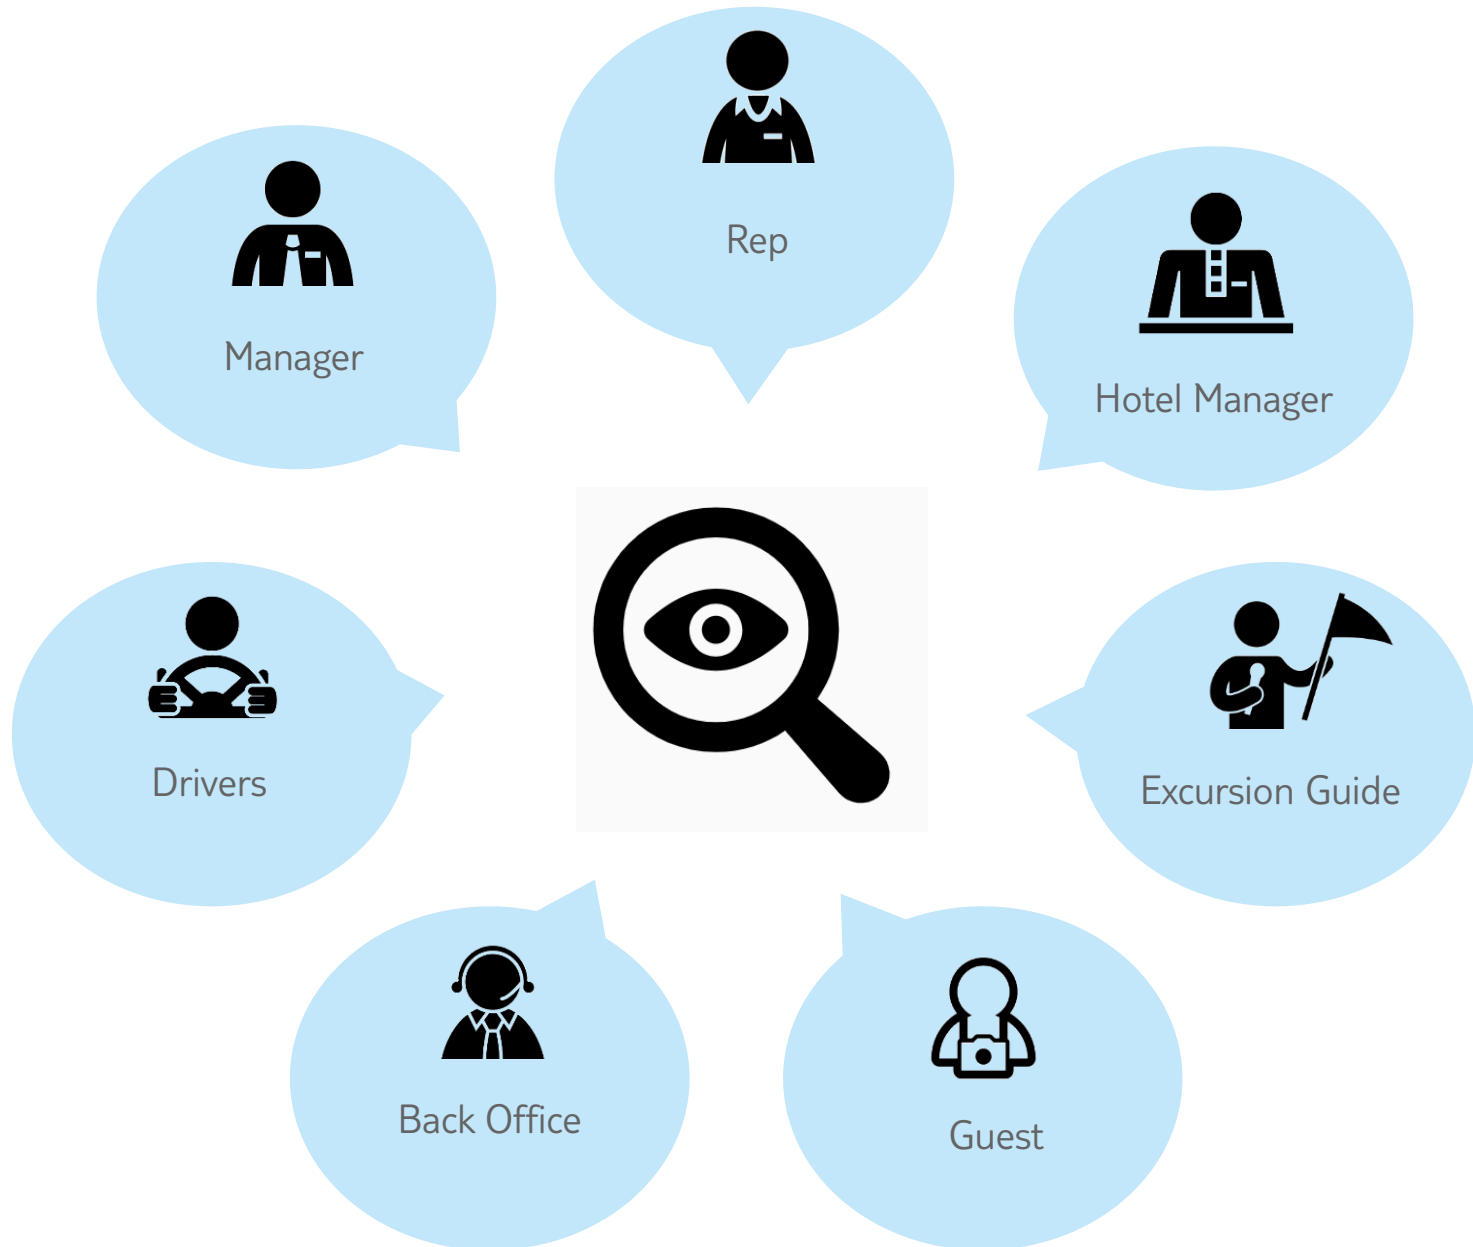 Rep
Manager
Hotel Manager
Drivers
Excursion Guide
Back Office
Guest